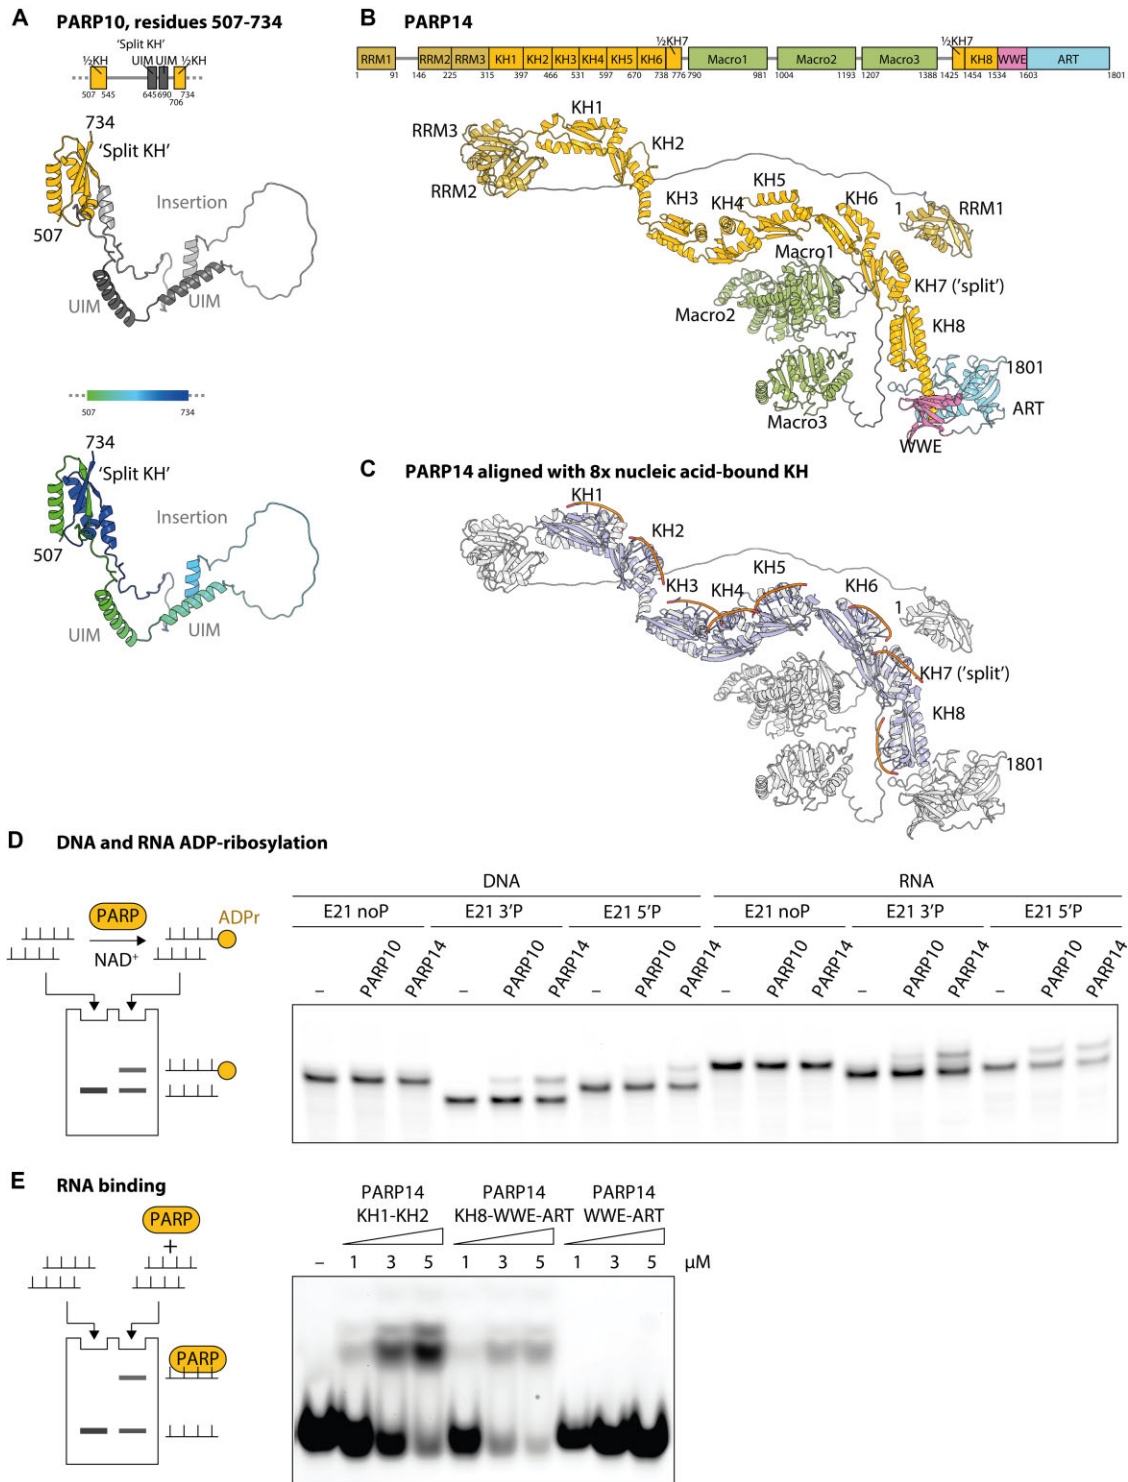 A PARP10, residues 507-734
'Split KH'
½KH UIM UIM ½KH
507 545 645 690 706 734
734
'Split KH'
Insertion
507
UIM
UIM
507 734
734
'Split KH'
Insertion
507
UIM
UIM
B PARP14
½KH7 ½KH7
RRM1 RRM2 RRM3 KH1 KH2 KH3 KH4 KH5 KH6 Macro1 Macro2 Macro3 KH8 WWE ART
1 91 146 225 315 397 466 531 597 670 738 776 790 981 1004 1193 1207 1388 1425 1454 1534 1603 1801
KH1
RRM3
KH2
RRM2
KH3
KH4
KH5
KH6
1
RRM1
Macro1
KH7 ('split')
Macro2
KH8
1801
Macro3
ART
WWE
C PARP14 aligned with 8x nucleic acid-bound KH
KH1
KH2
KH3
KH4
KH5
KH6
1
KH7 ('split')
KH8
1801
D DNA and RNA ADP-ribosylation
PARP
NAD⁺
ADPr
DNA RNA
E21 noP E21 3'P E21 5'P E21 noP E21 3'P E21 5'P
– PARP10 PARP14 – PARP10 PARP14 – PARP10 PARP14 – PARP10 PARP14 – PARP10 PARP14 – PARP10 PARP14
E RNA binding
PARP
+
PARP
PARP14 PARP14 PARP14
KH1-KH2 KH8-WWE-ART WWE-ART
– 1 3 5 1 3 5 1 3 5 μM